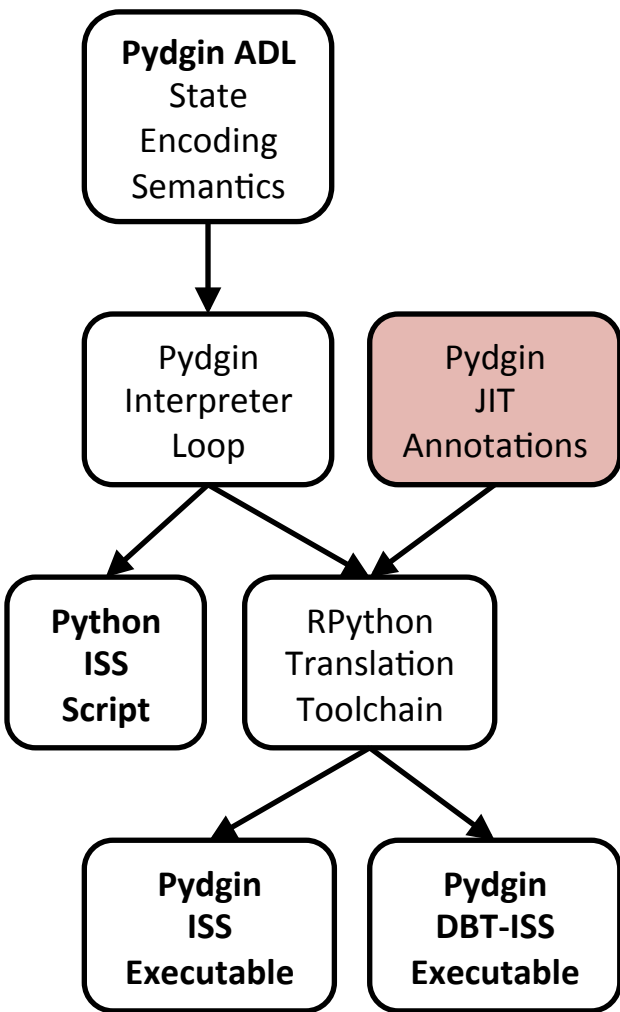 Pydgin ADL
State
Encoding
Semantics
Pydgin
Interpreter
Loop
Pydgin
JIT
Annotations
Python
ISS
Script
RPython
Translation
Toolchain
Pydgin
ISS
Executable
Pydgin
DBT-ISS
Executable